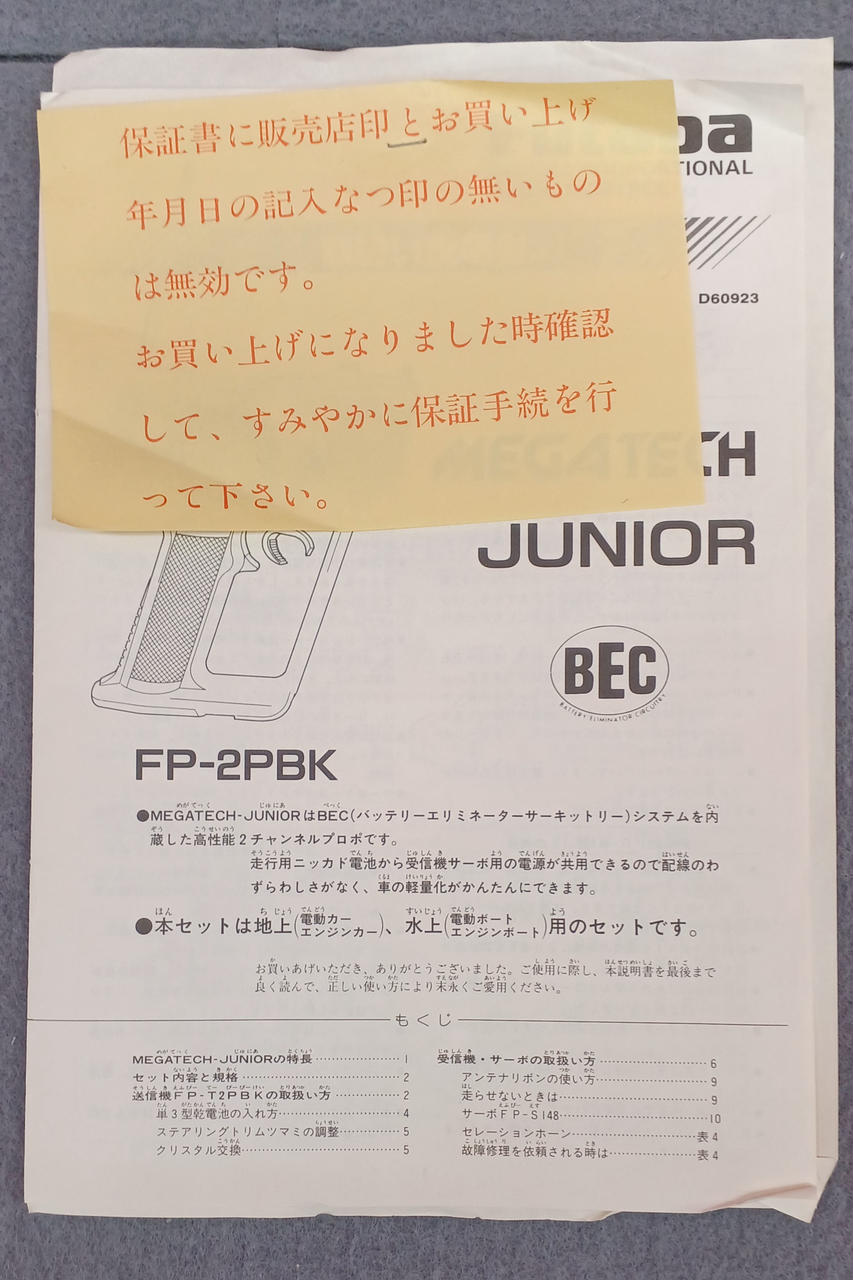 保証書に販売店印とお買い上げ
年月日の記入なつ印の無いもの
は無効です。
お買い上げになりました時確認
して、すみやかに保証手続を行
って下さい。
ba
TIONAL
D60923
CH
JUNIOR
BEC
BATTERY ELIMINATOR CIRCUITRY
FP-2PBK
●MEGATECH-JUNIORはBEC(バッテリーエリミネーターサーキットリー)システムを内
蔵した高性能2チャンネルプロポです。
走行用ニッカド電池から受信機サーボ用の電源が共用できるので配線のわ
ずらわしさがなく、車の軽量化がかんたんにできます。
●本セットは地上(電動カー エンジンカー)、水上(電動ボート エンジンボート)用のセットです。
お買いあげいただき、ありがとうございました。ご使用に際し、本説明書を最後まで
良く読んで、正しい使い方により末永くご愛用ください。
もくじ
MEGATECH-JUNIORの特長 1
セット内容と規格 2
送信機FP-T2PBKの取扱い方 2
単3型乾電池の入れ方 4
ステアリングトリムツマミの調整 5
クリスタル交換 5
受信機・サーボの取扱い方 6
アンテナリボンの使い方 9
走らせないときは 9
サーボFP-S148 10
セレーションホーン 表4
故障修理を依頼される時は 表4